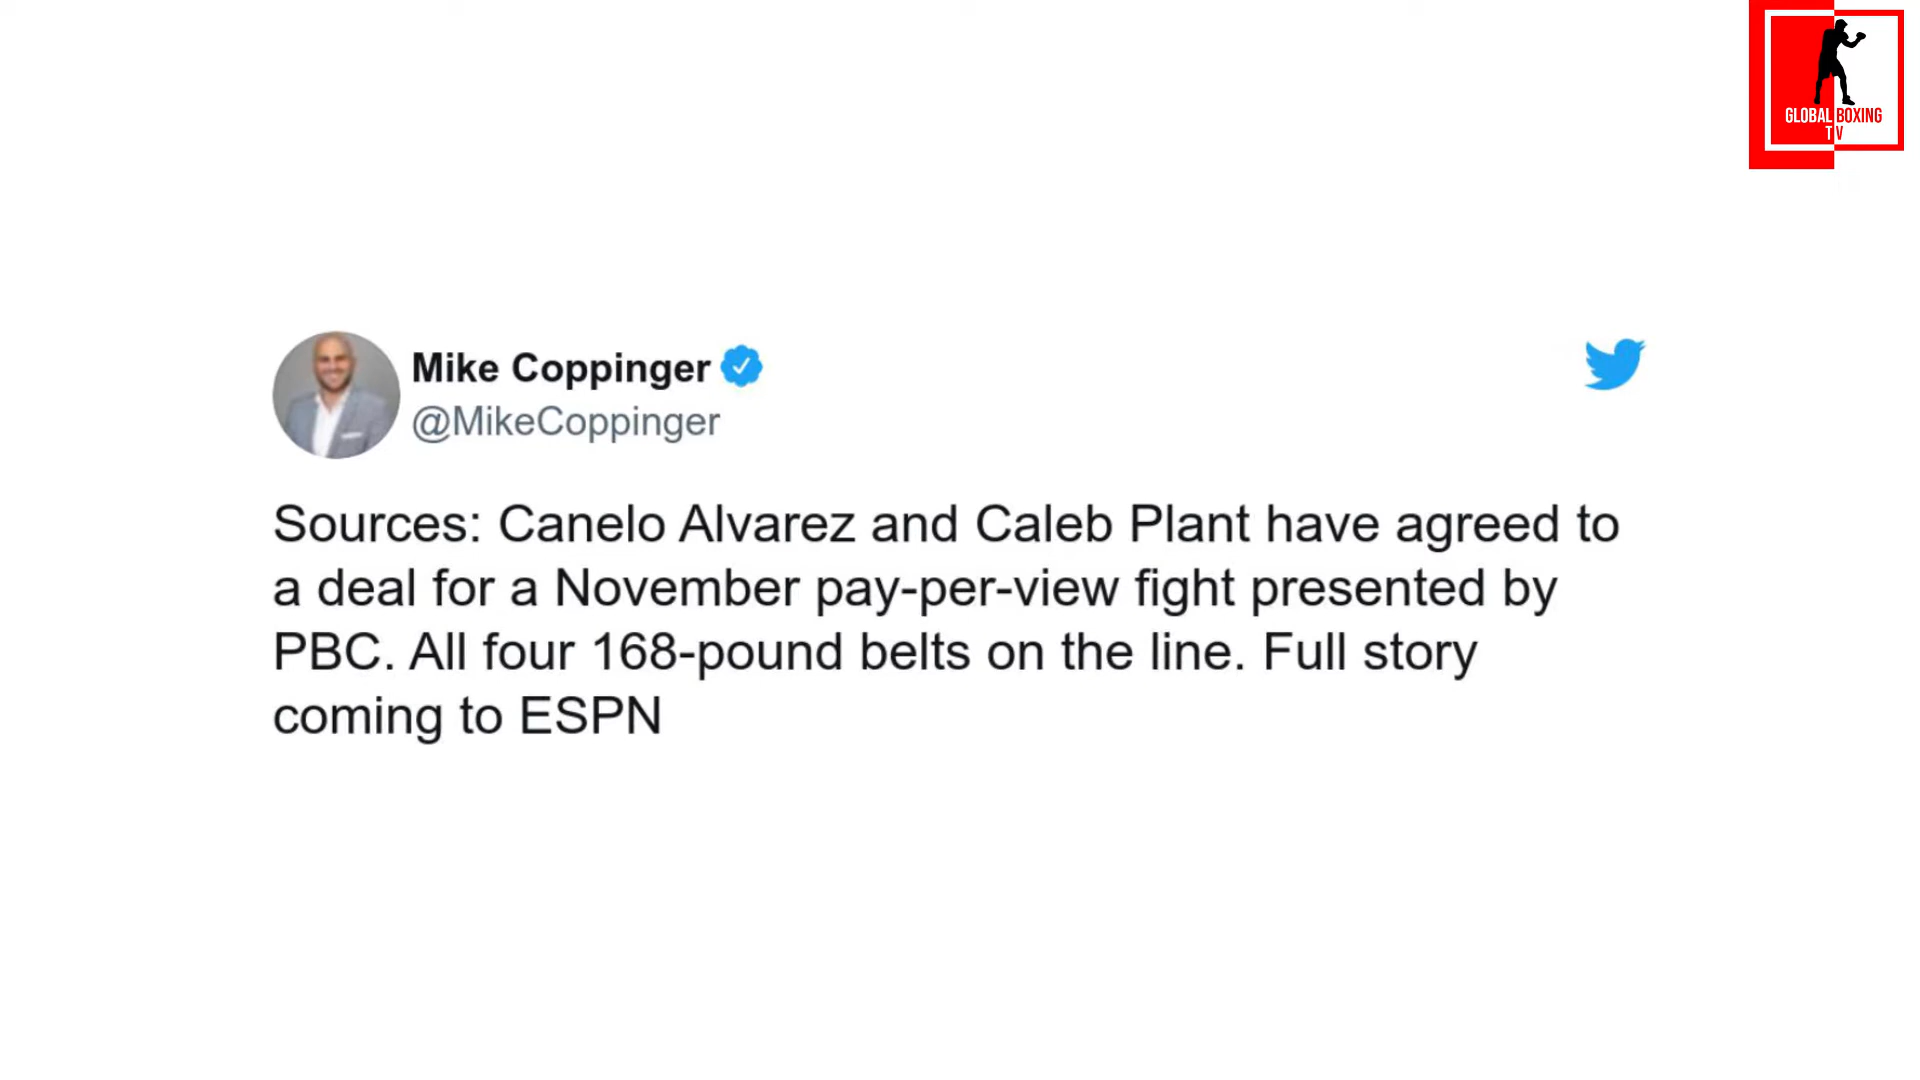 GLOBAL BOXING
TV
Mike Coppinger
@MikeCoppinger
Sources: Canelo Alvarez and Caleb Plant have agreed to
a deal for a November pay-per-view fight presented by
PBC. All four 168-pound belts on the line. Full story
coming to ESPN